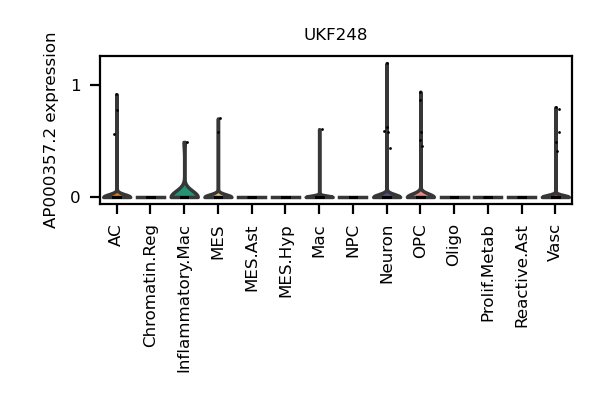 UKF248
AP000357.2 expression
1
0
AC
Chromatin.Reg
Inflammatory.Mac
MES
MES.Ast
MES.Hyp
Mac
NPC
Neuron
OPC
Oligo
Prolif.Metab
Reactive.Ast
Vasc